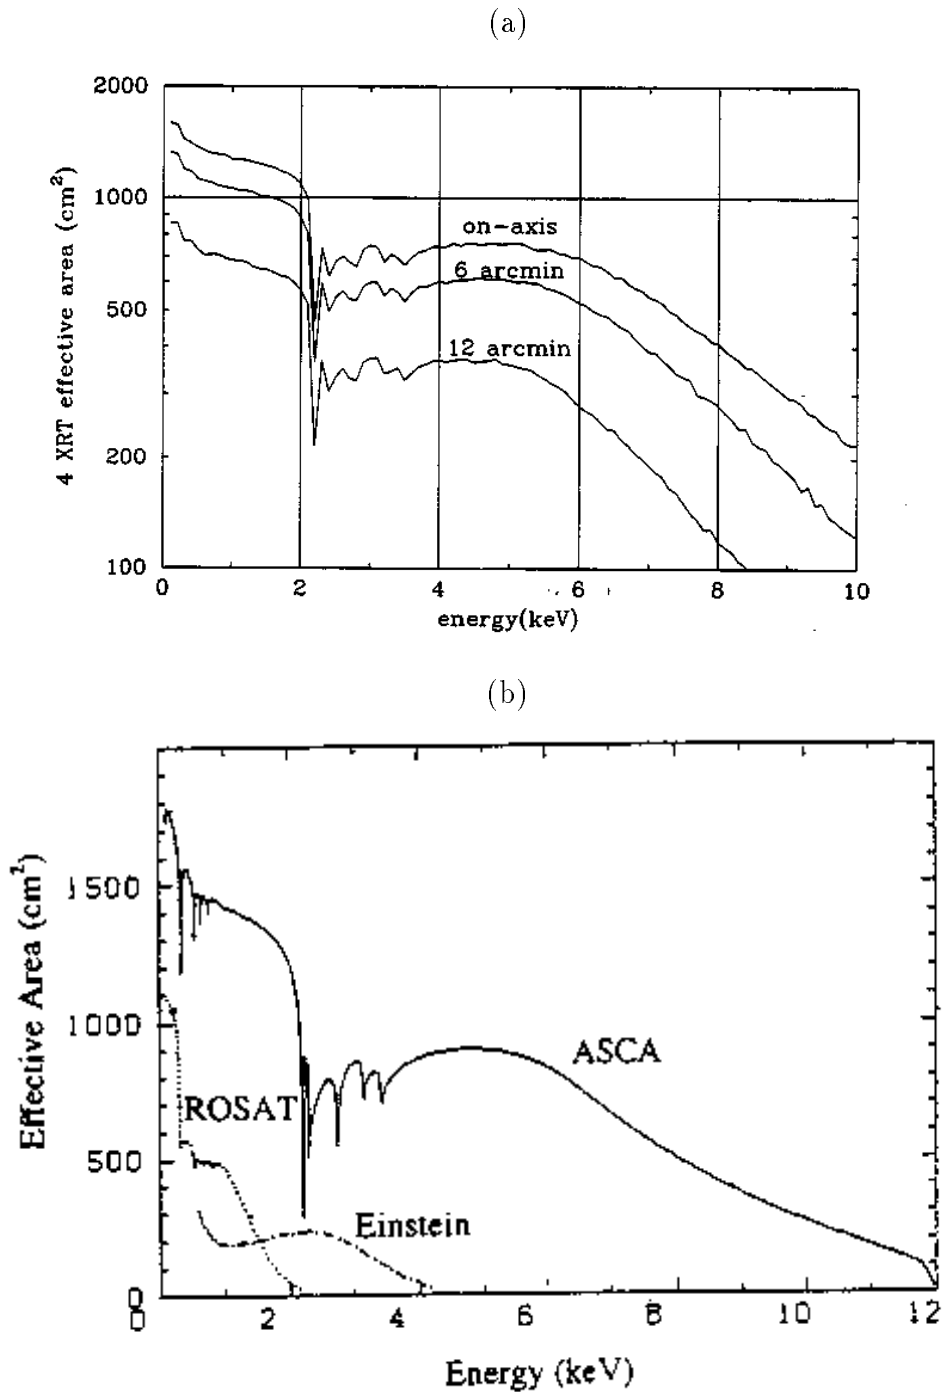 (a)
2000
1000
500
200
100
4 XRT effective area (cm²)
on-axis
6 arcmin
12 arcmin
0 2 4 6 8 10
energy(keV)
(b)
1500
1000
500
0
Effective Area (cm²)
ASCA
ROSAT
Einstein
0 2 4 6 8 10 12
Energy (keV)